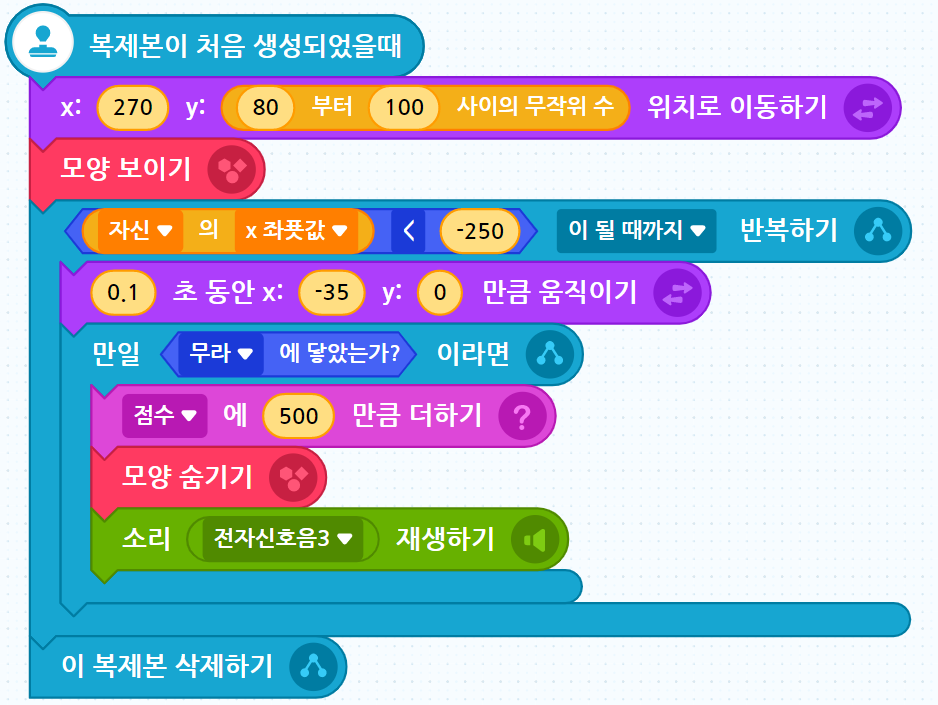 복제본이 처음 생성되었을때
x: 270 y: 80 부터 100 사이의 무작위 수 위치로 이동하기
모양 보이기
자신 의 x 좌푯값 < -250 이 될 때까지 반복하기
0.1 초 동안 x: -35 y: 0 만큼 움직이기
만일 무라 에 닿았는가? 이라면
점수 에 500 만큼 더하기 ?
모양 숨기기
소리 전자신호음3 재생하기
이 복제본 삭제하기